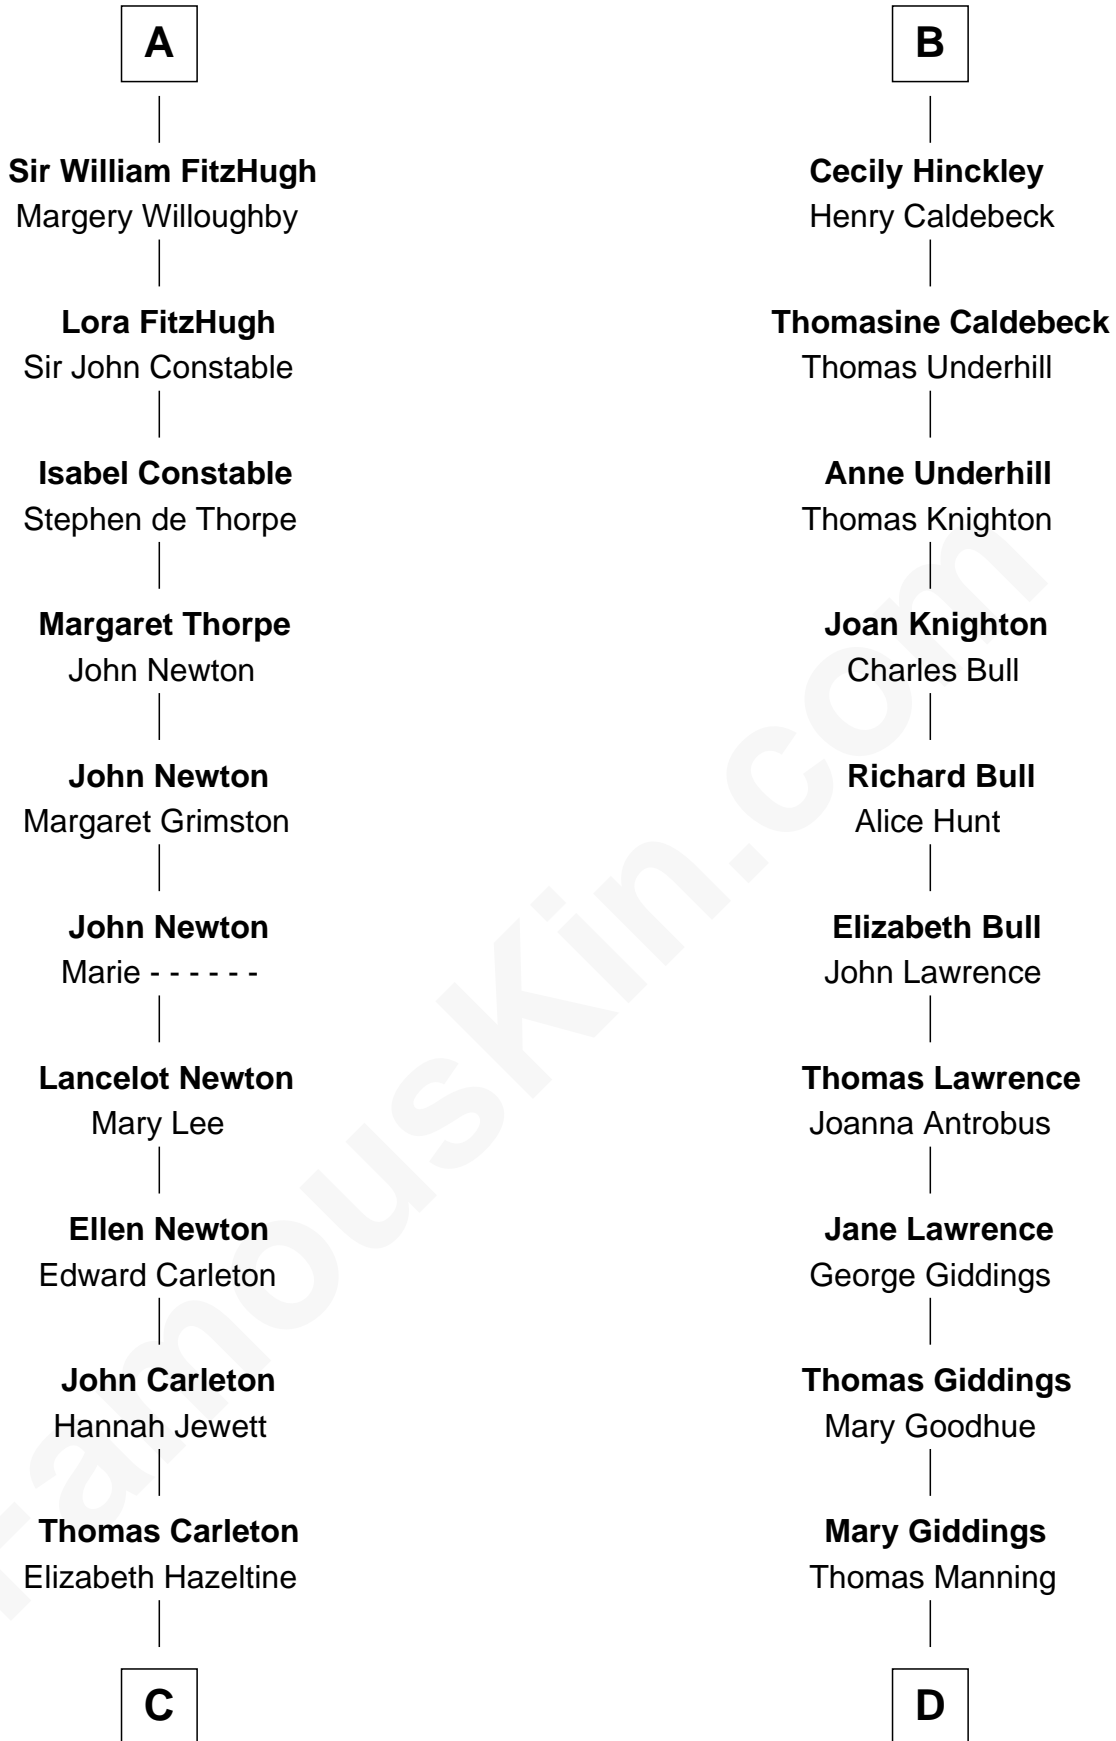 A
Sir William FitzHugh
Margery Willoughby
Lora FitzHugh
Sir John Constable
Isabel Constable
Stephen de Thorpe
Margaret Thorpe
John Newton
John Newton
Margaret Grimston
John Newton
Marie - - - - - -
Lancelot Newton
Mary Lee
Ellen Newton
Edward Carleton
John Carleton
Hannah Jewett
Thomas Carleton
Elizabeth Hazeltine
C
B
Cecily Hinckley
Henry Caldebeck
Thomasine Caldebeck
Thomas Underhill
Anne Underhill
Thomas Knighton
Joan Knighton
Charles Bull
Richard Bull
Alice Hunt
Elizabeth Bull
John Lawrence
Thomas Lawrence
Joanna Antrobus
Jane Lawrence
George Giddings
Thomas Giddings
Mary Goodhue
Mary Giddings
Thomas Manning
D
FamousKin.com